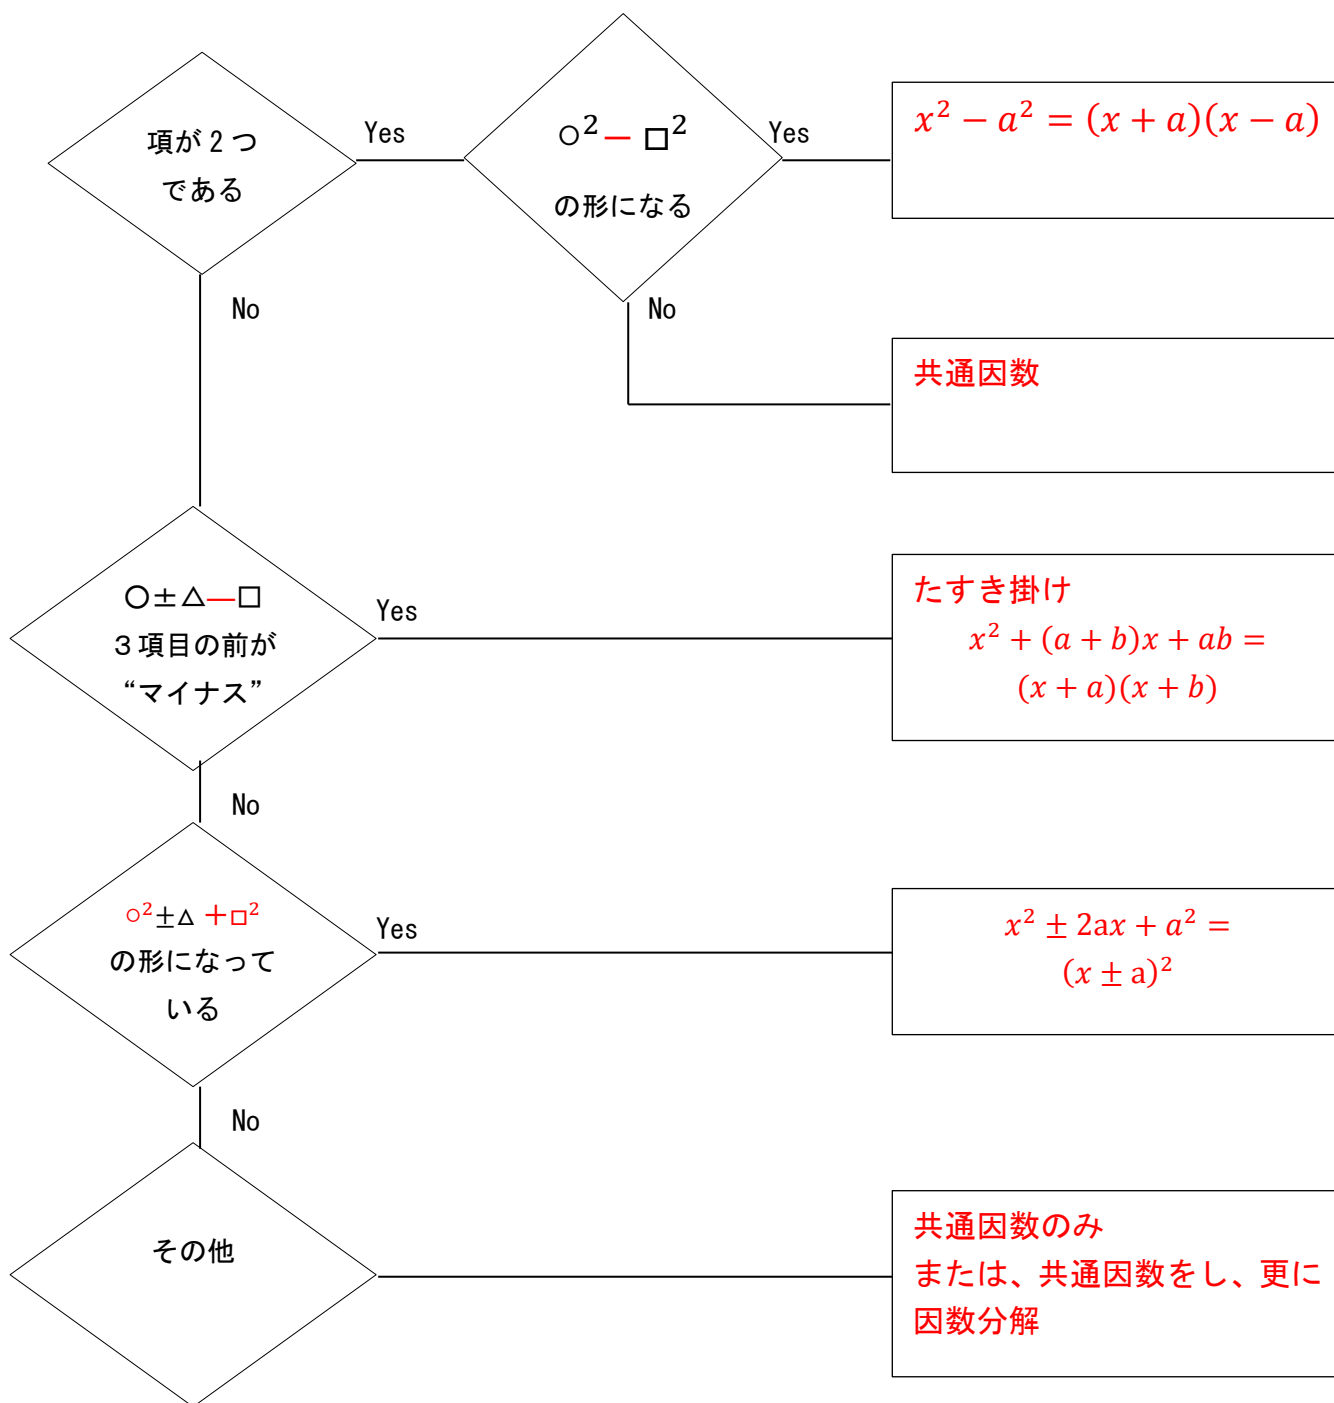 項が2つ
である
Yes
○² ― □²
の形になる
Yes
x² − a² = (x + a)(x − a)
No
No
共通因数
○±△―□
３項目の前が
“マイナス”
Yes
たすき掛け
x² + (a + b)x + ab =
(x + a)(x + b)
No
○²±△ ＋□²
の形になって
いる
Yes
x² ± 2ax + a² =
(x ± a)²
No
その他
共通因数のみ
または、共通因数をし、更に
因数分解